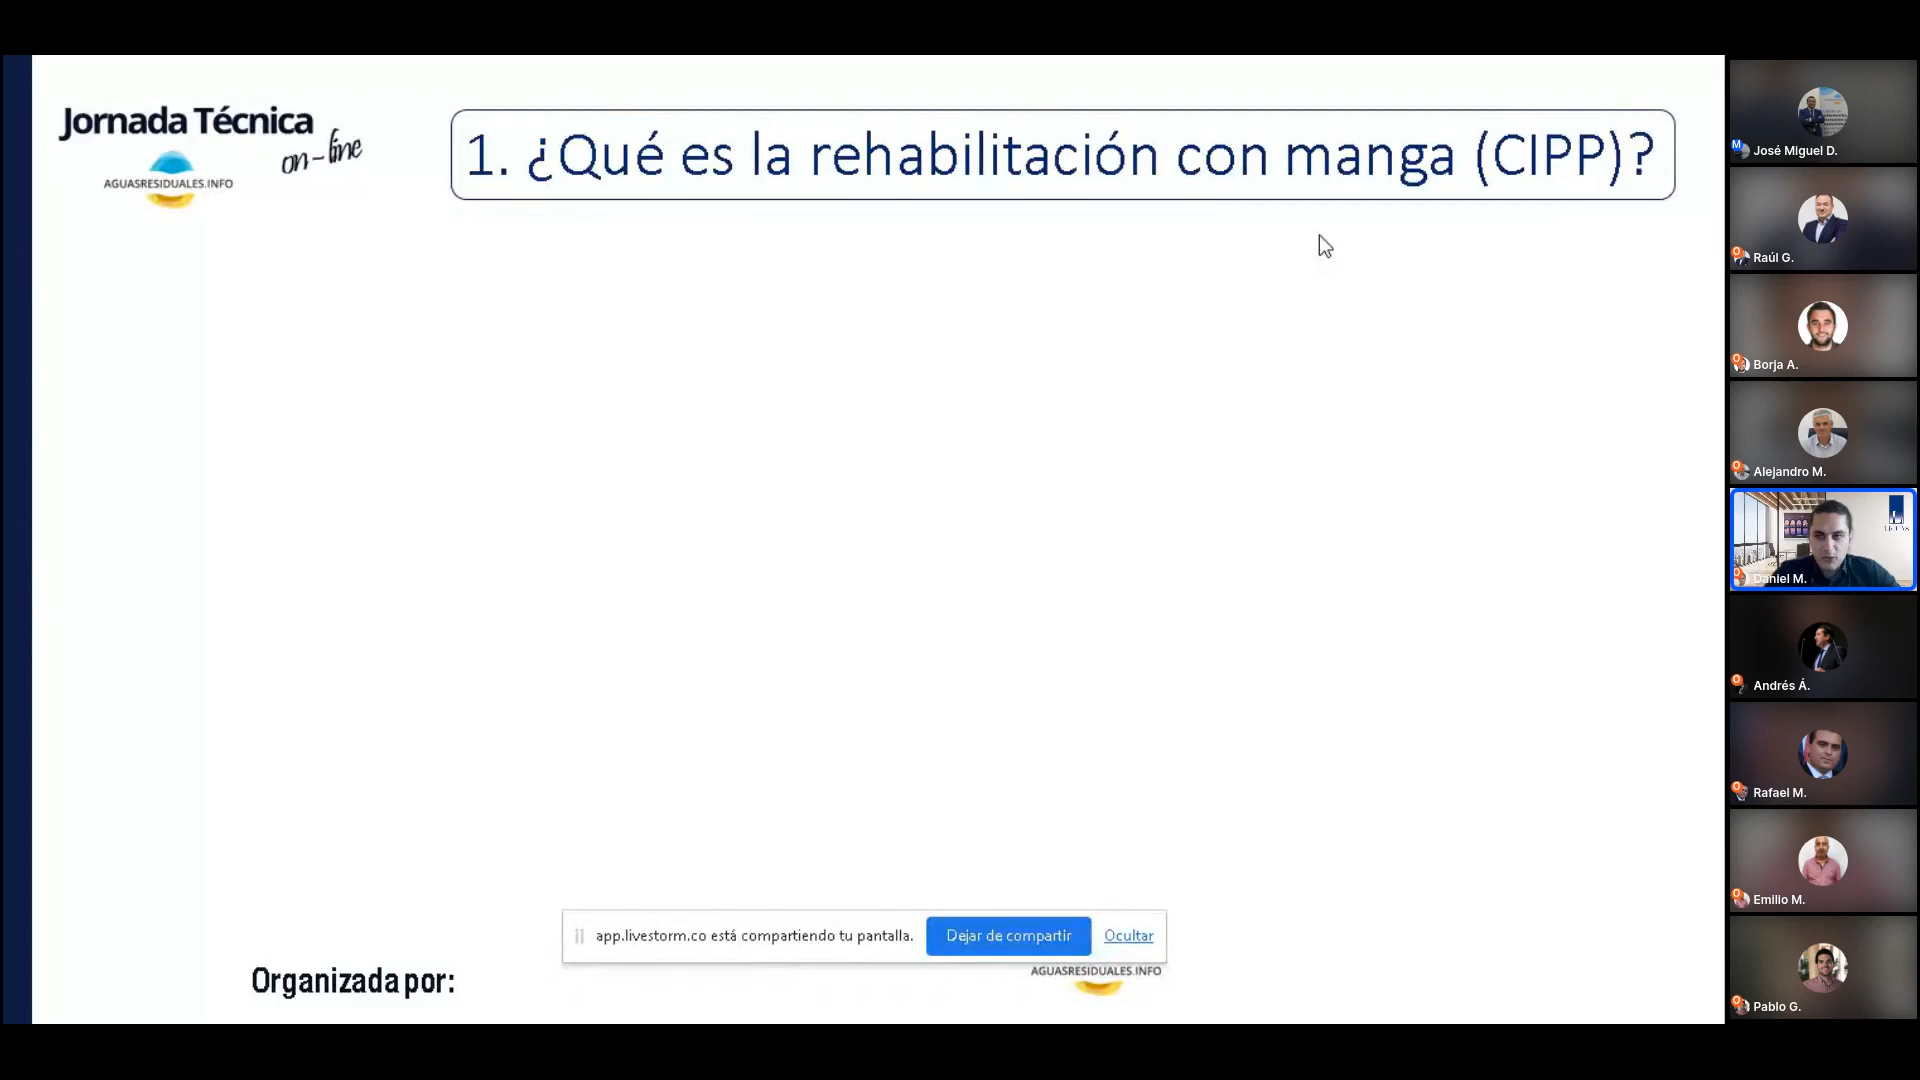 Jornada Técnica
on-line
AGUASRESIDUALES.INFO
1. ¿Qué es la rehabilitación con manga (CIPP)?
app.livestorm.co está compartiendo tu pantalla.
Dejar de compartir
Ocultar
Organizada por:
AGUASRESIDUALES.INFO
M
José Miguel D.
O
Raúl G.
O
Borja A.
O
Alejandro M.
L
O
Daniel M.
O
Andrés Á.
O
Rafael M.
O
Emilio M.
O
Pablo G.